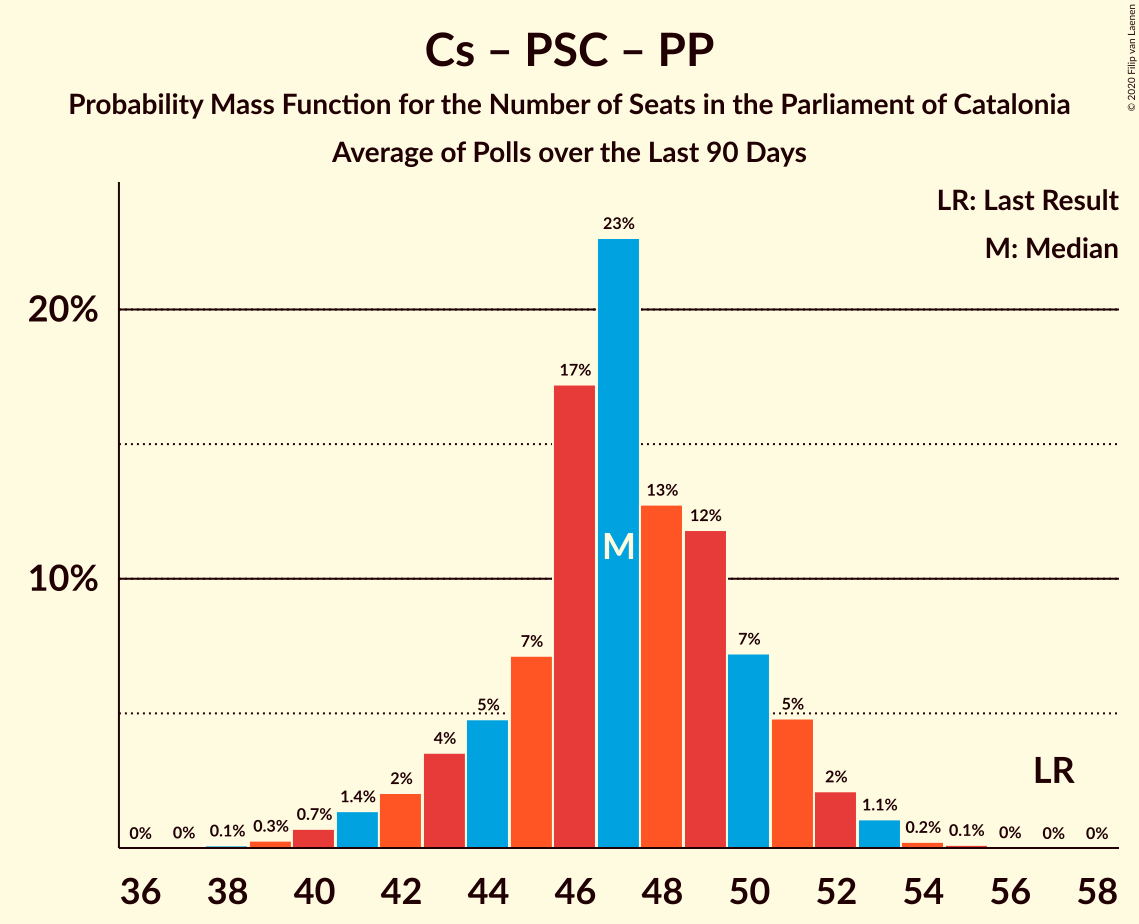 Cs – PSC – PP
Probability Mass Function for the Number of Seats in the Parliament of Catalonia
Average of Polls over the Last 90 Days
© 2020 Filip van Laenen
LR: Last Result
M: Median
20%
10%
0% 0% 0.1% 0.3% 0.7% 1.4% 2% 4% 5% 7% 17% 23% 13% 12% 7% 5% 2% 1.1% 0.2% 0.1% 0% 0% 0%
M
LR
36 38 40 42 44 46 48 50 52 54 56 58